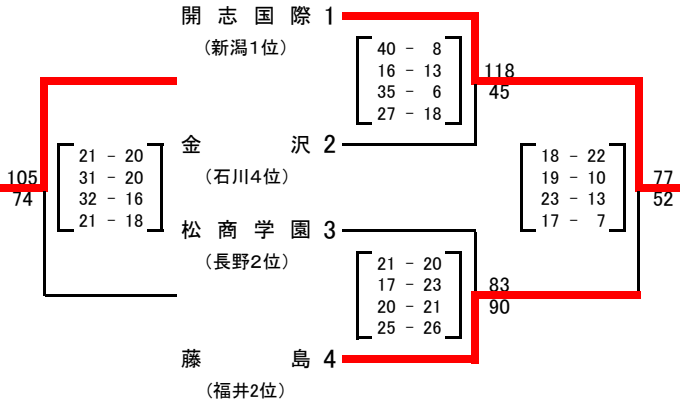 開志国際 1
(新潟1位)
40 - 8
16 - 13
35 - 6
27 - 18
118
45
金沢 2
(石川4位)
21 - 20
31 - 20
32 - 16
21 - 18
105
74
18 - 22
19 - 10
23 - 13
17 - 7
77
52
松商学園 3
(長野2位)
21 - 20
17 - 23
20 - 21
25 - 26
83
90
藤島 4
(福井2位)